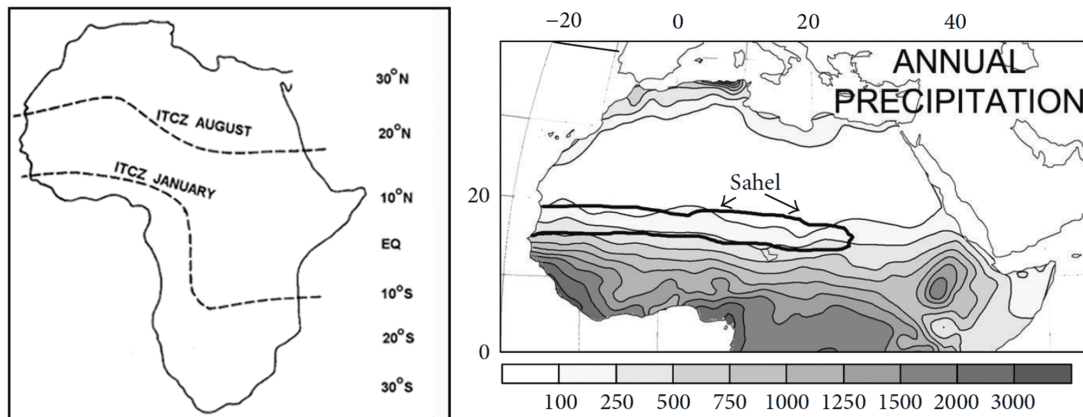 30°N
ITCZ AUGUST
20°N
ITCZ JANUARY
10°N
EQ
10°S
20°S
30°S
−20 0 20 40
ANNUAL
PRECIPITATION
Sahel
20
0
100 250 500 750 1000 1250 1500 2000 3000